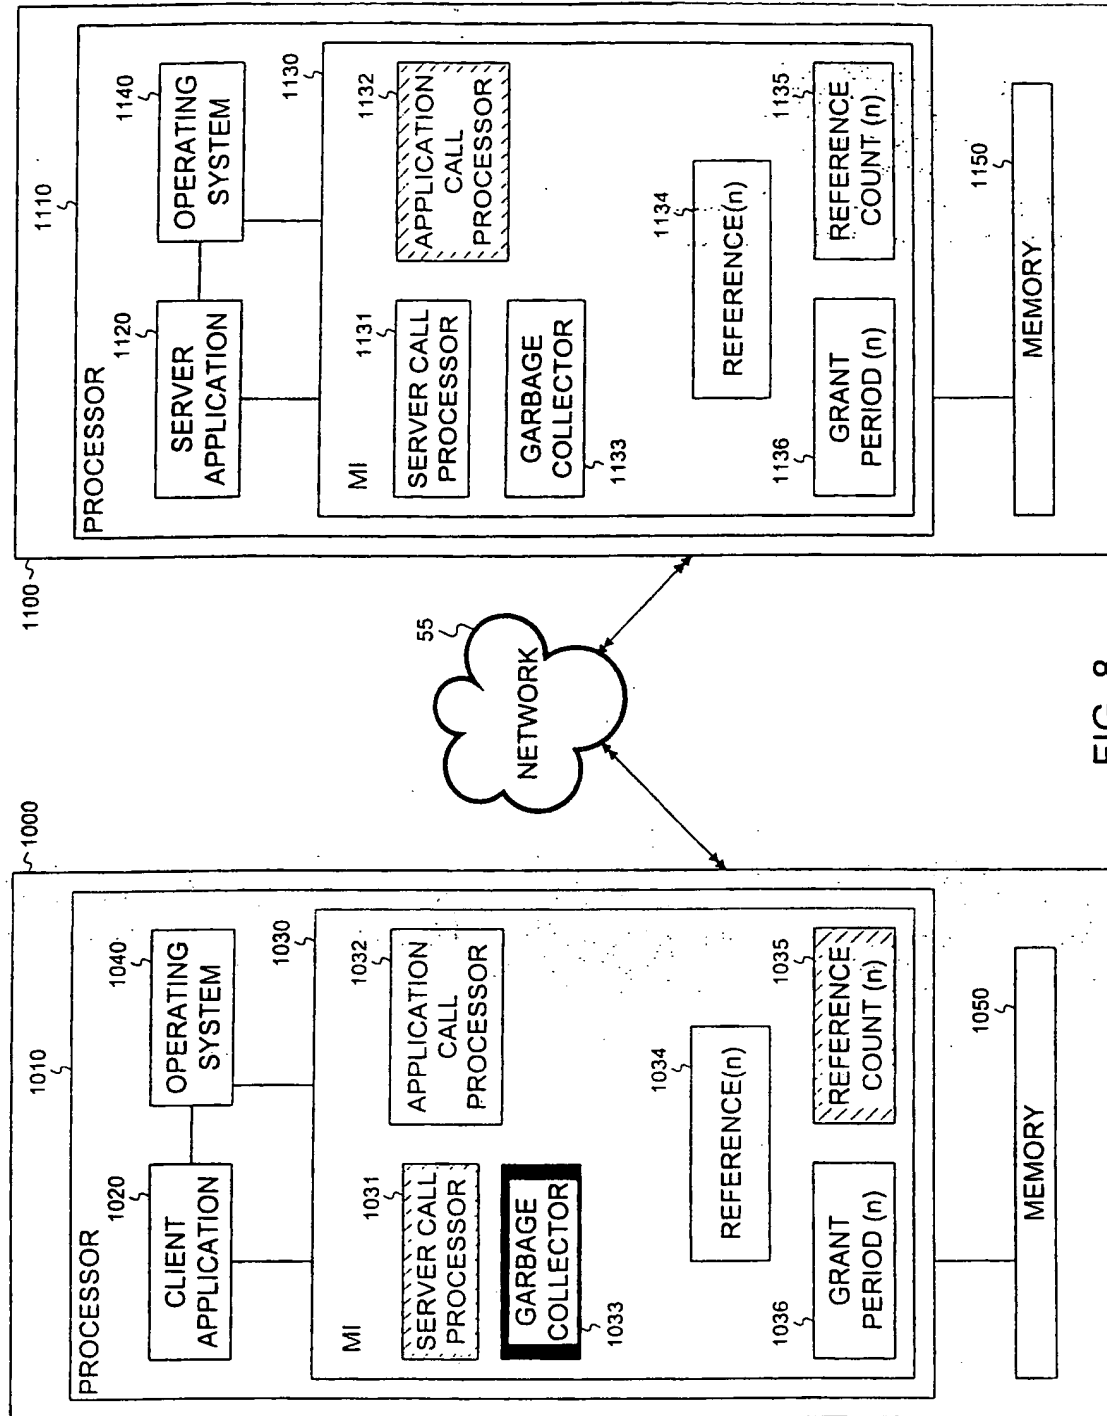 1000
1010
PROCESSOR
1020
CLIENT
APPLICATION
1040
OPERATING
SYSTEM
1030
MI
1031
SERVER CALL
PROCESSOR
1032
APPLICATION
CALL
PROCESSOR
GARBAGE
COLLECTOR
1033
1034
REFERENCE(n)
1036
GRANT
PERIOD (n)
1035
REFERENCE
COUNT (n)
1050
MEMORY
55
NETWORK
1100
1110
PROCESSOR
1120
SERVER
APPLICATION
1140
OPERATING
SYSTEM
1130
MI
1131
SERVER CALL
PROCESSOR
1132
APPLICATION
CALL
PROCESSOR
GARBAGE
COLLECTOR
1133
1134
REFERENCE(n)
1136
GRANT
PERIOD (n)
1135
REFERENCE
COUNT (n)
1150
MEMORY
FIG. 8